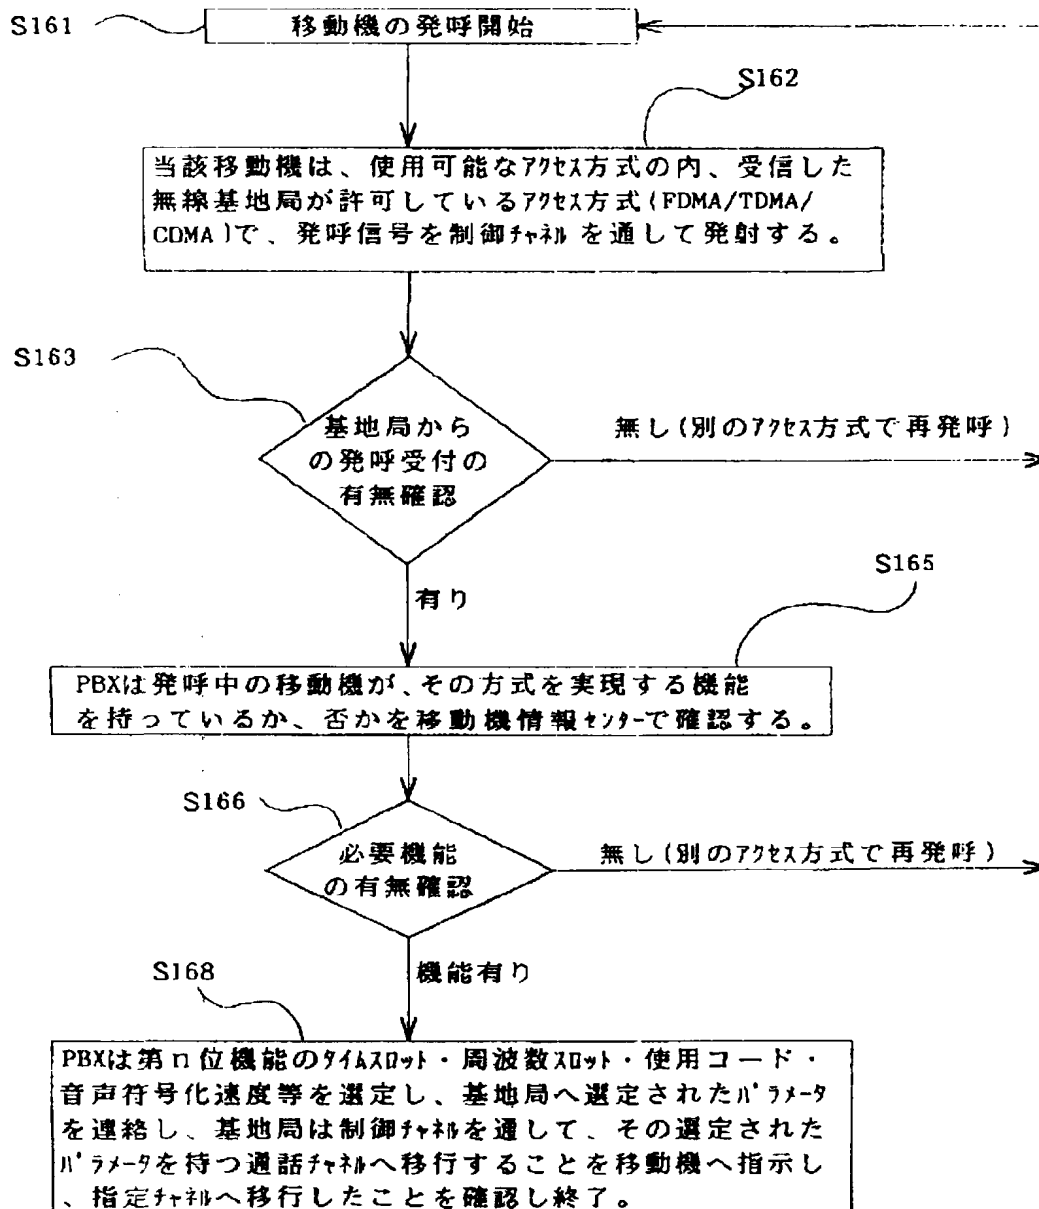 S161
移動機の発呼開始
S162
当該移動機は、使用可能なアクセス方式の内、受信した
無線基地局が許可しているアクセス方式(FDMA/TDMA/
CDMA)で、発呼信号を制御チャネルを通して発射する。
S163
基地局から
の発呼受付の
有無確認
無し(別のアクセス方式で再発呼)
有り
S165
PBXは発呼中の移動機が、その方式を実現する機能
を持っているか、否かを移動機情報センターで確認する。
S166
必要機能
の有無確認
無し(別のアクセス方式で再発呼)
機能有り
S168
PBXは第n位機能のタイムスロット・周波数スロット・使用コード・
音声符号化速度等を選定し、基地局へ選定されたパラメータ
を連絡し、基地局は制御チャネルを通して、その選定された
パラメータを持つ通話チャネルへ移行することを移動機へ指示し
、指定チャネルへ移行したことを確認し終了。